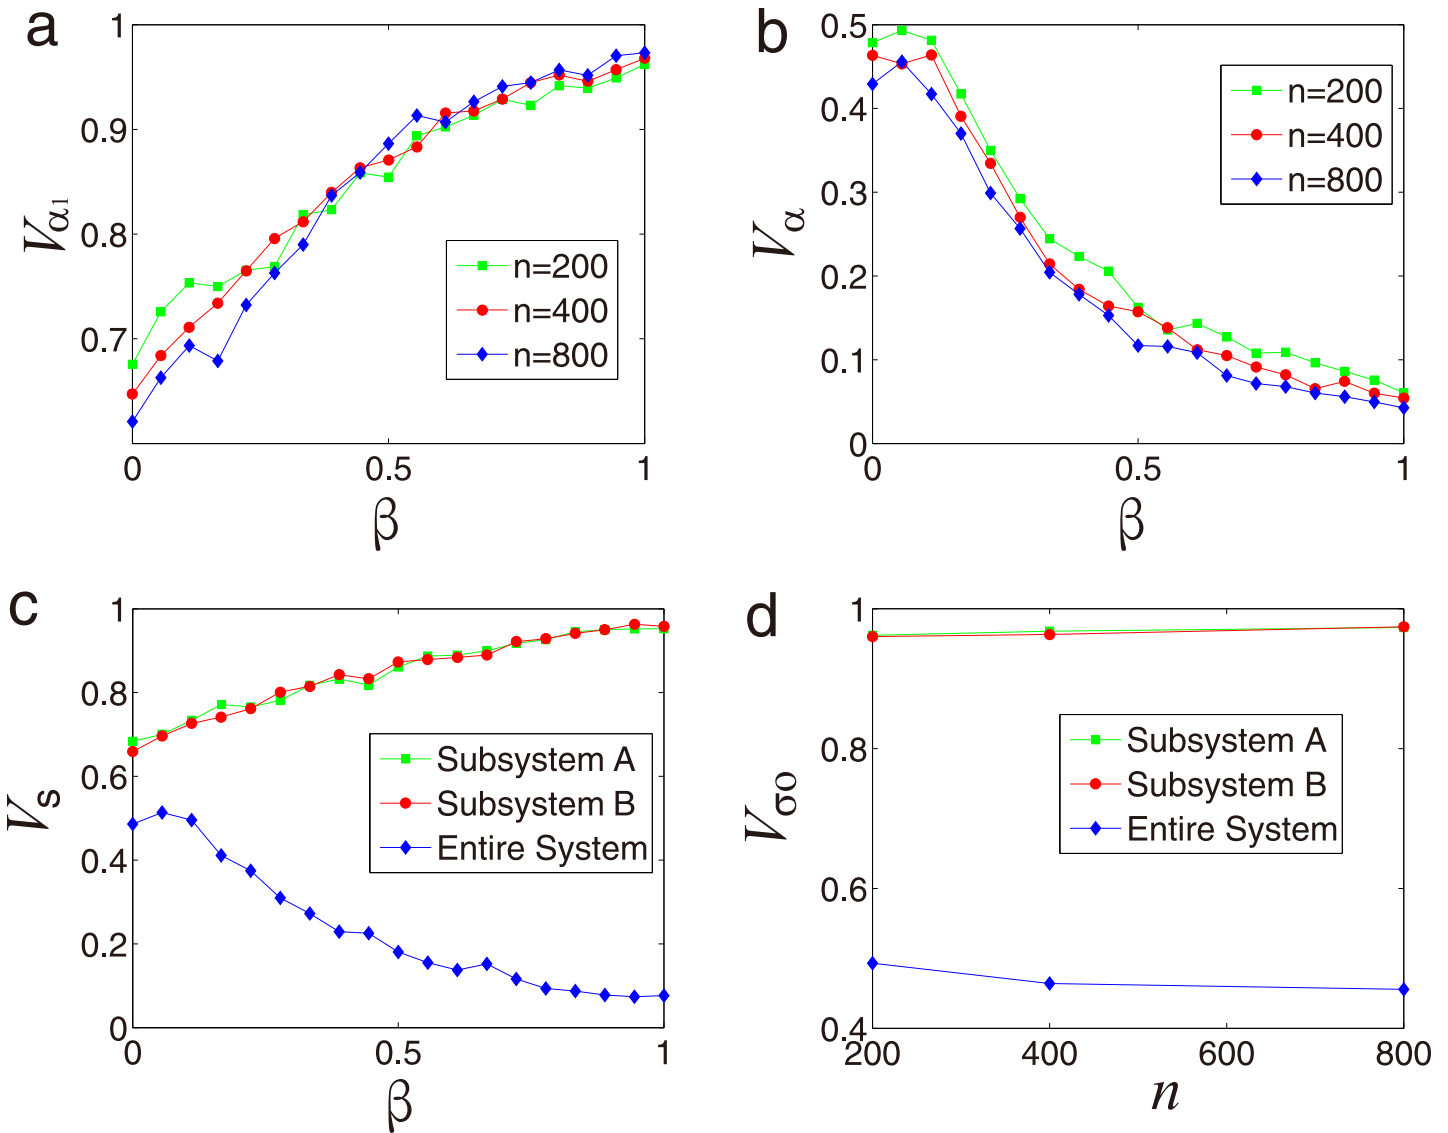 a
1
0.9
0.8
0.7
Vα1
n=200
n=400
n=800
0
0.5
1
β
b
0.5
0.4
0.3
0.2
0.1
0
Vα
n=200
n=400
n=800
0
0.5
1
β
c
1
0.8
0.6
0.4
0.2
0
Vs
Subsystem A
Subsystem B
Entire System
0
0.5
1
β
d
1
0.8
0.6
0.4
Vσο
Subsystem A
Subsystem B
Entire System
200
400
600
800
n